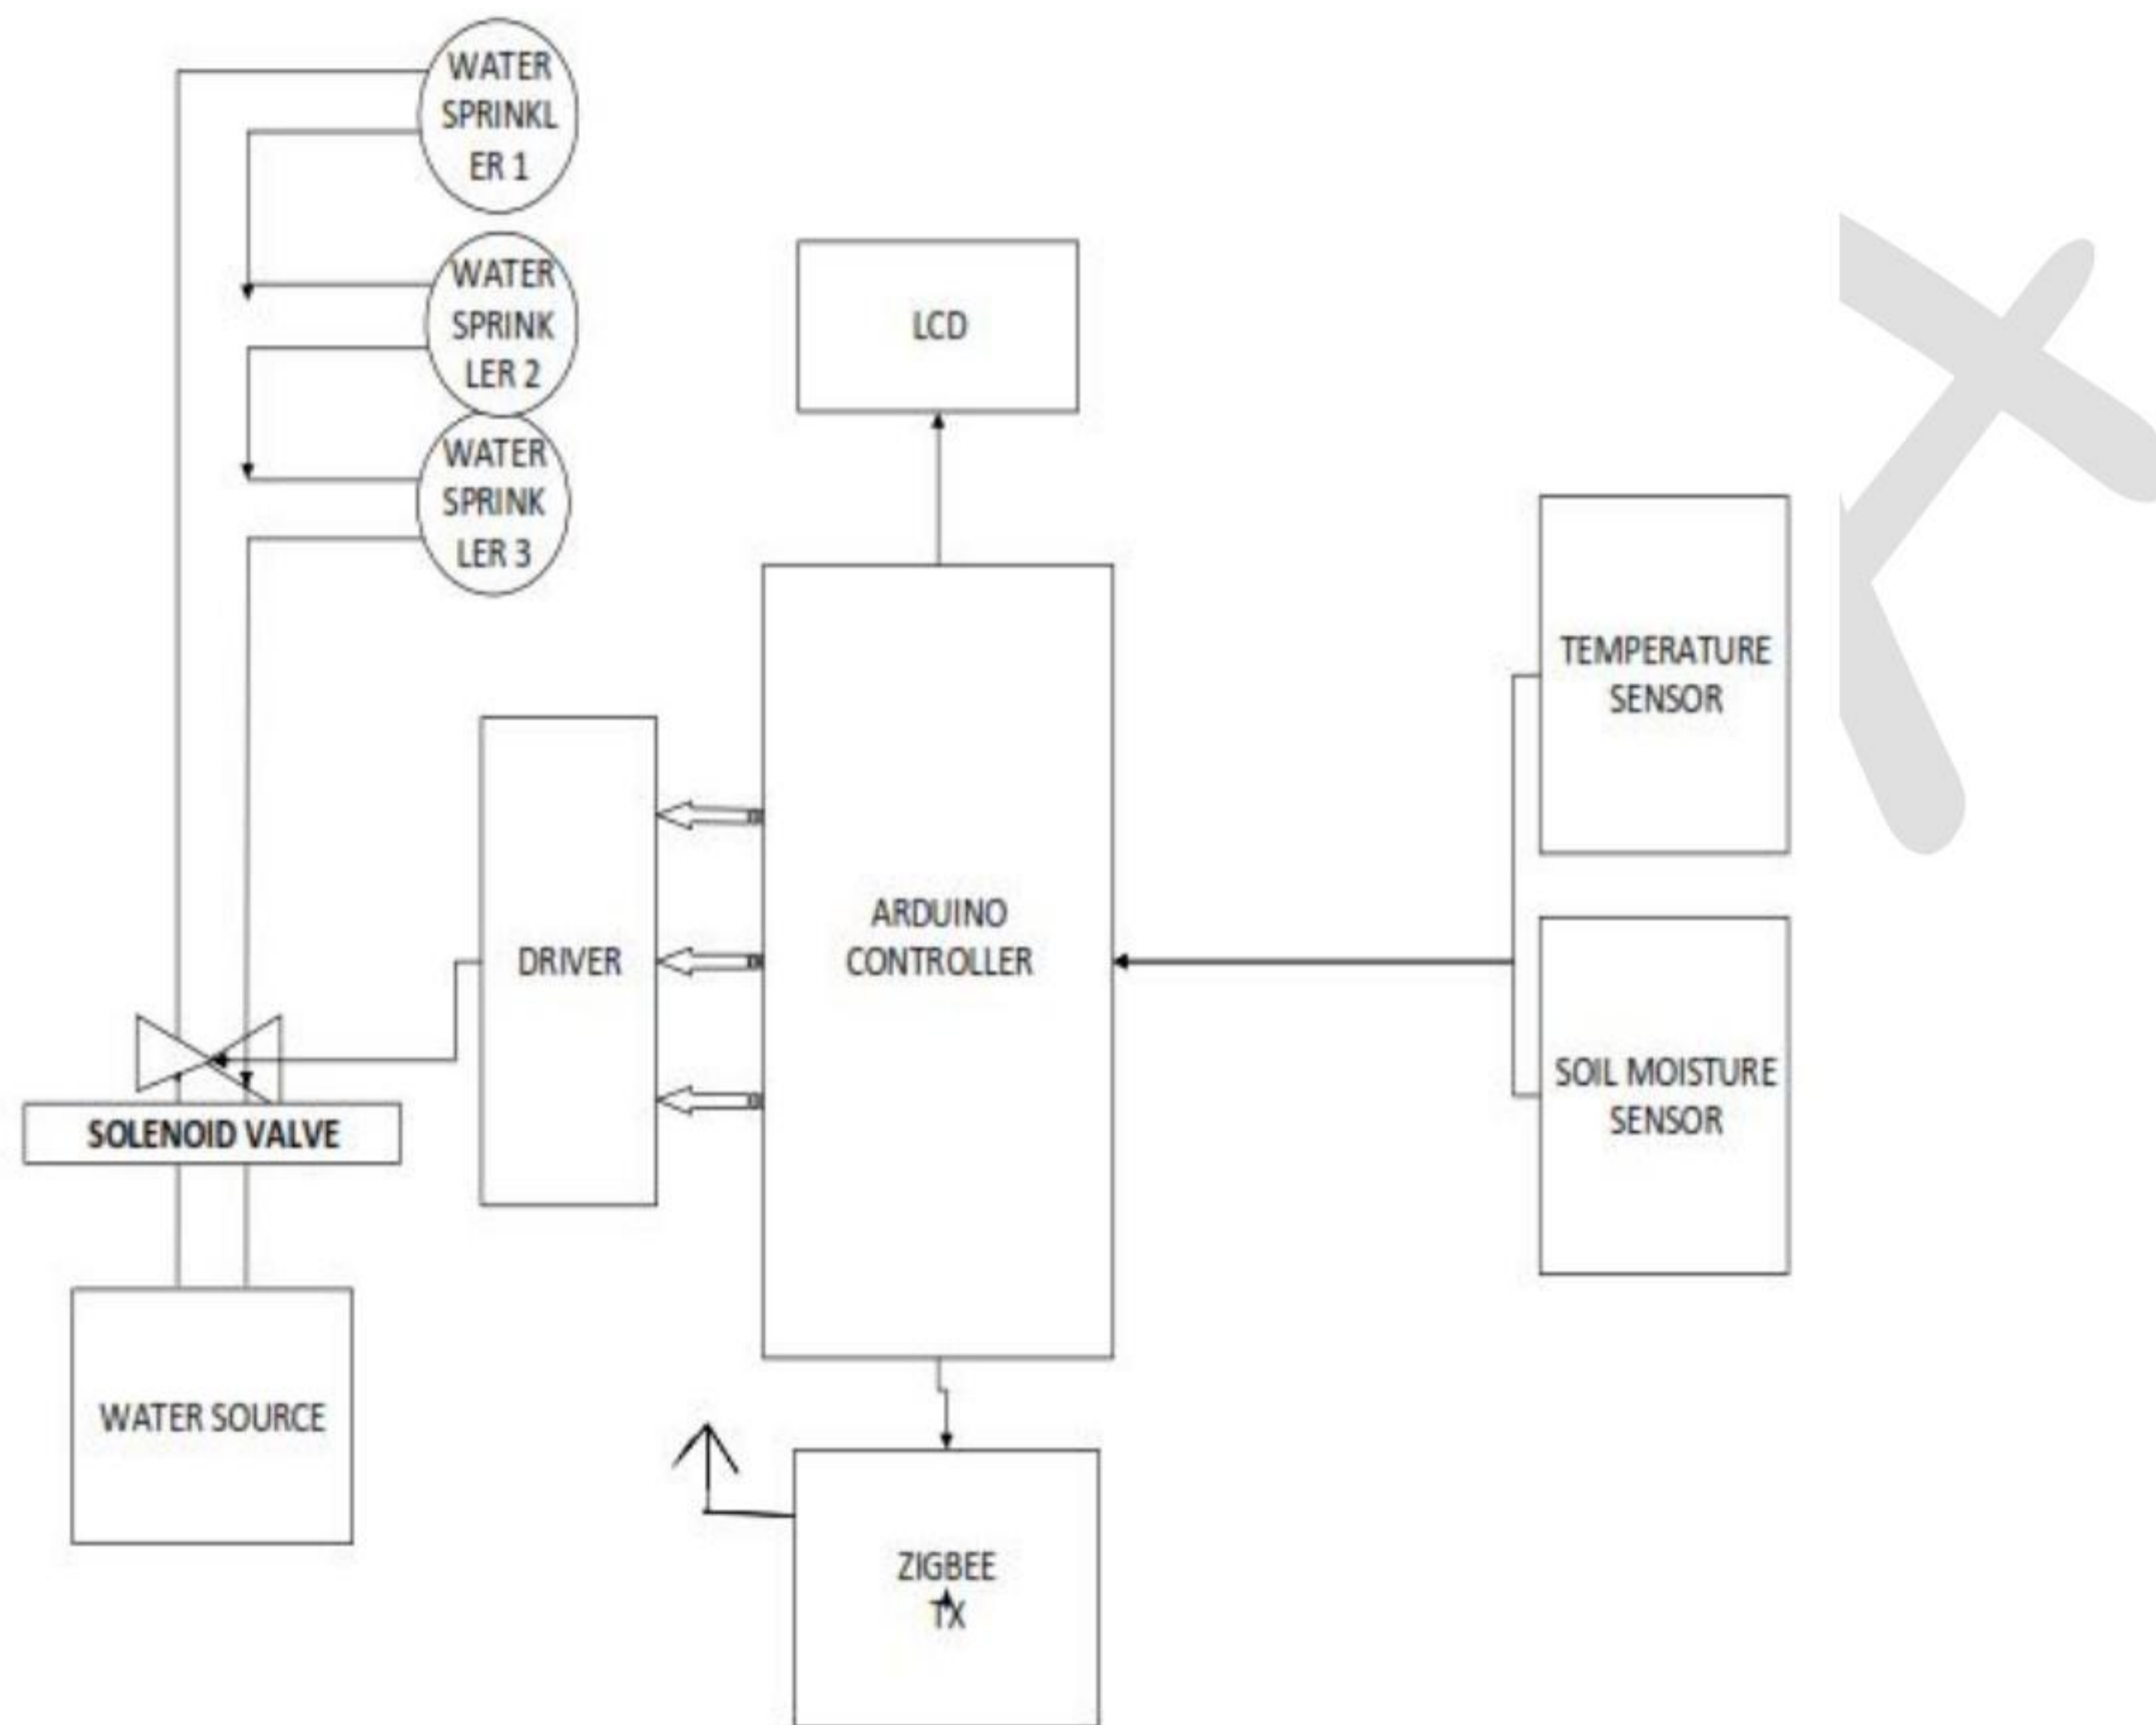 WATER
SPRINKL
ER 1
WATER
SPRINK
LER 2
WATER
SPRINK
LER 3
LCD
TEMPERATURE
SENSOR
ARDUINO
CONTROLLER
DRIVER
SOIL MOISTURE
SENSOR
SOLENOID VALVE
WATER SOURCE
ZIGBEE
TX